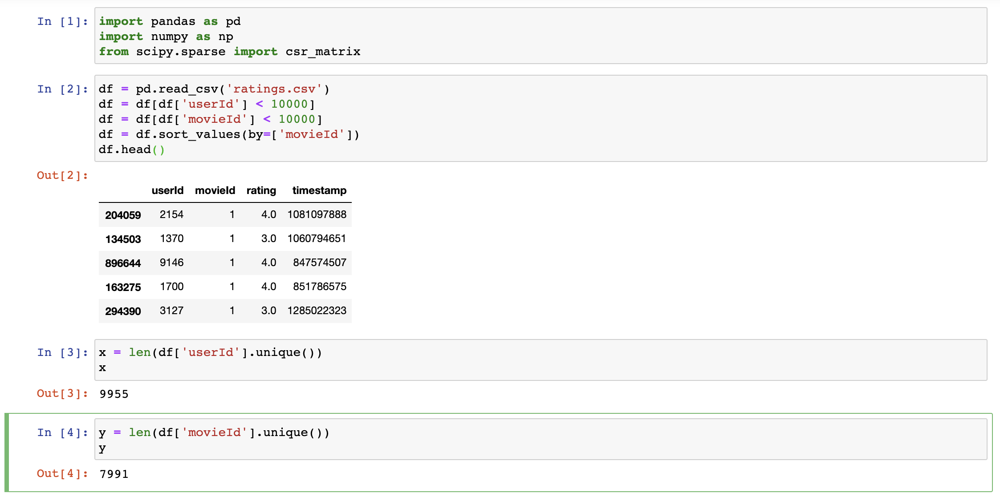 In [1]: import pandas as pd
import numpy as np
from scipy.sparse import csr_matrix
In [2]: df = pd.read_csv('ratings.csv')
df = df[df['userId'] < 10000]
df = df[df['movieId'] < 10000]
df = df.sort_values(by=['movieId'])
df.head()
Out[2]:
userId movieId rating timestamp
204059 2154 1 4.0 1081097888
134503 1370 1 3.0 1060794651
896644 9146 1 4.0 847574507
163275 1700 1 4.0 851786575
294390 3127 1 3.0 1285022323
In [3]: x = len(df['userId'].unique())
x
Out[3]: 9955
In [4]: y = len(df['movieId'].unique())
y
Out[4]: 7991